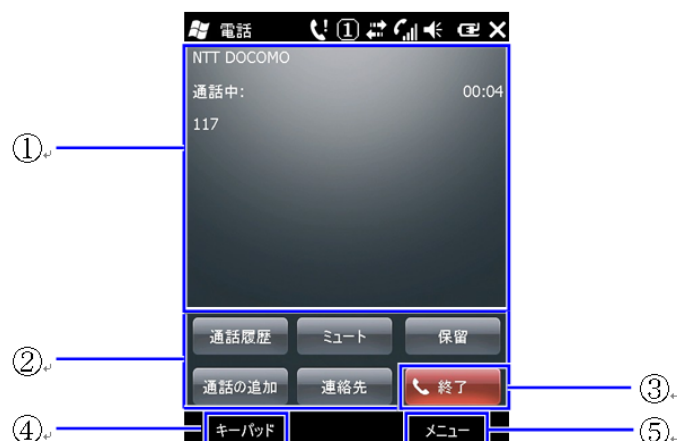 電話 1
NTT DOCOMO
通話中: 00:04
117
①
通話履歴 ミュート 保留
②
通話の追加 連絡先 終了
③
④ キーパッド メニュー ⑤